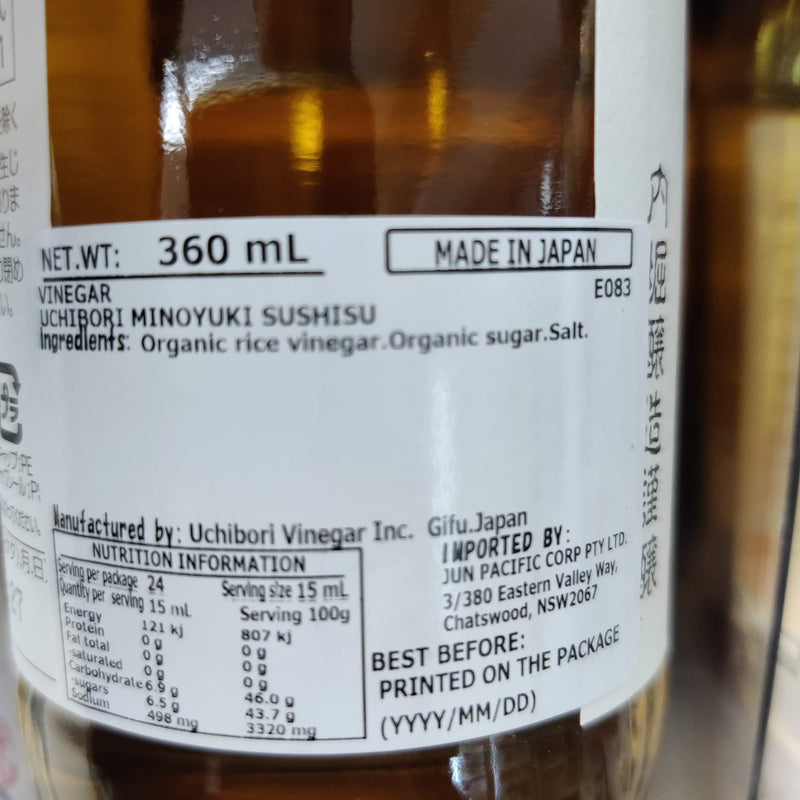 NET.WT: 360 mL
MADE IN JAPAN
E083
VINEGAR
UCHIBORI MINOYUKI SUSHISU
Ingredients: Organic rice vinegar.Organic sugar.Salt.
Manufactured by: Uchibori Vinegar Inc. Gifu.Japan
NUTRITION INFORMATION
Serving per package 24 Serving size 15 mL
Quantity per serving 15 mL Serving 100g
Energy 121 kj 807 kj
Protein 0 g 0 g
Fat total 0 g 0 g
-saturated 0 g 0 g
Carbohydrate 6.9 g 46.0 g
-sugars 6.5 g 43.7 g
Sodium 498 mg 3320 mg
IMPORTED BY:
JUN PACIFIC CORP PTY LTD.
3/380 Eastern Valley Way,
Chatswood, NSW2067
BEST BEFORE:
PRINTED ON THE PACKAGE
(YYYY/MM/DD)